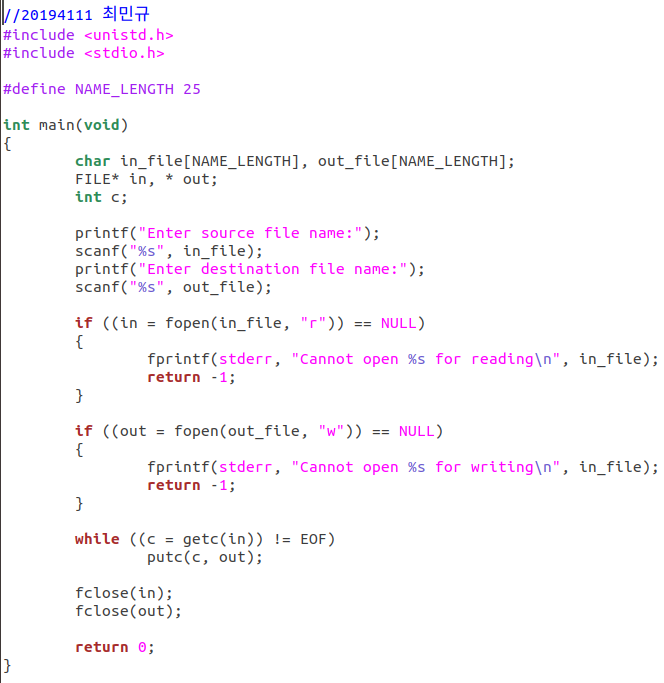 //20194111 최민규
#include <unistd.h>
#include <stdio.h>
#define NAME_LENGTH 25
int main(void)
{
char in_file[NAME_LENGTH], out_file[NAME_LENGTH];
FILE* in, * out;
int c;
printf("Enter source file name:");
scanf("%s", in_file);
printf("Enter destination file name:");
scanf("%s", out_file);
if ((in = fopen(in_file, "r")) == NULL)
{
fprintf(stderr, "Cannot open %s for reading\n", in_file);
return -1;
}
if ((out = fopen(out_file, "w")) == NULL)
{
fprintf(stderr, "Cannot open %s for writing\n", in_file);
return -1;
}
while ((c = getc(in)) != EOF)
putc(c, out);
fclose(in);
fclose(out);
return 0;
}